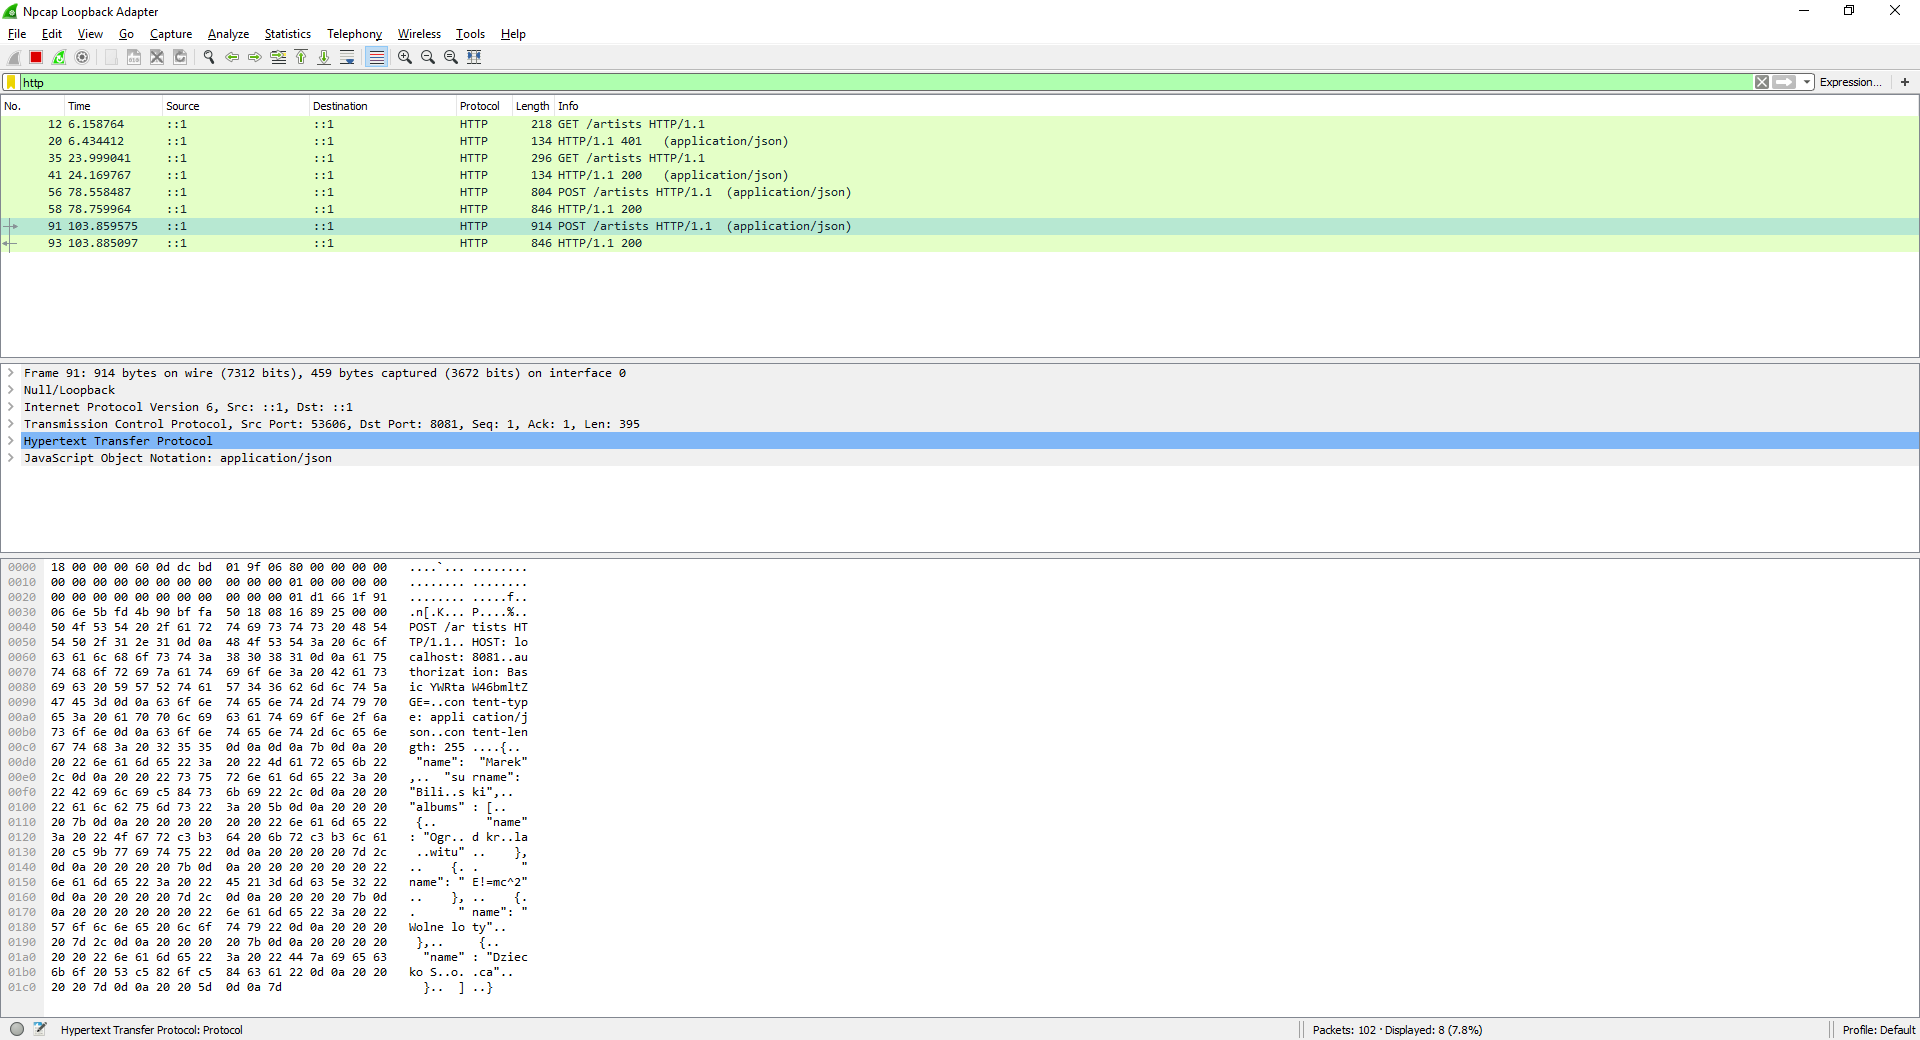 Npcap Loopback Adapter
File Edit View Go Capture Analyze Statistics Telephony Wireless Tools Help
http Expression... +
No. Time Source Destination Protocol Length Info
12 6.158764 ::1 ::1 HTTP 218 GET /artists HTTP/1.1
20 6.434412 ::1 ::1 HTTP 134 HTTP/1.1 401 (application/json)
35 23.999041 ::1 ::1 HTTP 296 GET /artists HTTP/1.1
41 24.169767 ::1 ::1 HTTP 134 HTTP/1.1 200 (application/json)
56 78.558487 ::1 ::1 HTTP 804 POST /artists HTTP/1.1 (application/json)
58 78.759964 ::1 ::1 HTTP 846 HTTP/1.1 200
91 103.859575 ::1 ::1 HTTP 914 POST /artists HTTP/1.1 (application/json)
93 103.885097 ::1 ::1 HTTP 846 HTTP/1.1 200
Frame 91: 914 bytes on wire (7312 bits), 459 bytes captured (3672 bits) on interface 0
Null/Loopback
Internet Protocol Version 6, Src: ::1, Dst: ::1
Transmission Control Protocol, Src Port: 53606, Dst Port: 8081, Seq: 1, Ack: 1, Len: 395
Hypertext Transfer Protocol
JavaScript Object Notation: application/json
0000 18 00 00 00 60 0d dc bd 01 9f 06 80 00 00 00 00 ....`... ........
0010 00 00 00 00 00 00 00 00 00 00 00 01 00 00 00 00 ........ ........
0020 00 00 00 00 00 00 00 00 00 00 00 01 d1 66 1f 91 ........ .....f..
0030 06 6e 5b fd 4b 90 bf fa 50 18 08 16 89 25 00 00 .n[.K... P....%..
0040 50 4f 53 54 20 2f 61 72 74 69 73 74 73 20 48 54 POST /ar tists HT
0050 54 50 2f 31 2e 31 0d 0a 48 4f 53 54 3a 20 6c 6f TP/1.1.. HOST: lo
0060 63 61 6c 68 6f 73 74 3a 38 30 38 31 0d 0a 61 75 calhost: 8081..au
0070 74 68 6f 72 69 7a 61 74 69 6f 6e 3a 20 42 61 73 thorizat ion: Bas
0080 69 63 20 59 57 52 74 61 57 34 36 62 6d 6c 74 5a ic YWRta W46bmltZ
0090 47 45 3d 0d 0a 63 6f 6e 74 65 6e 74 2d 74 79 70 GE=..con tent-typ
00a0 65 3a 20 61 70 70 6c 69 63 61 74 69 6f 6e 2f 6a e: appli cation/j
00b0 73 6f 6e 0d 0a 63 6f 6e 74 65 6e 74 2d 6c 65 6e son..con tent-len
00c0 67 74 68 3a 20 32 35 35 0d 0a 0d 0a 7b 0d 0a 20 gth: 255 ....{..
00d0 20 22 6e 61 6d 65 22 3a 20 22 4d 61 72 65 6b 22 "name": "Marek"
00e0 2c 0d 0a 20 20 22 73 75 72 6e 61 6d 65 22 3a 20 ,.. "su rname":
00f0 22 42 69 6c 69 c5 84 73 6b 69 22 2c 0d 0a 20 20 "Bili..s ki",..
0100 22 61 6c 62 75 6d 73 22 3a 20 5b 0d 0a 20 20 20 "albums" : [..
0110 20 7b 0d 0a 20 20 20 20 20 20 22 6e 61 6d 65 22 {.. "name"
0120 3a 20 22 4f 67 72 c3 b3 64 20 6b 72 c3 b3 6c 61 : "Ogr.. d kr..la
0130 20 c5 9b 77 69 74 75 22 0d 0a 20 20 20 20 7d 2c ..witu" .. },
0140 0d 0a 20 20 20 20 7b 0d 0a 20 20 20 20 20 20 22 .. {. . "
0150 6e 61 6d 65 22 3a 20 22 45 21 3d 6d 63 5e 32 22 name": " E!=mc^2"
0160 0d 0a 20 20 20 20 7d 2c 0d 0a 20 20 20 20 7b 0d .. }, .. {.
0170 0a 20 20 20 20 20 20 22 6e 61 6d 65 22 3a 20 22 . " name": "
0180 57 6f 6c 6e 65 20 6c 6f 74 79 22 0d 0a 20 20 20 Wolne lo ty"..
0190 20 7d 2c 0d 0a 20 20 20 20 7b 0d 0a 20 20 20 20 },.. {..
01a0 20 20 22 6e 61 6d 65 22 3a 20 22 44 7a 69 65 63 "name" : "Dziec
01b0 6b 6f 20 53 c5 82 6f c5 84 63 61 22 0d 0a 20 20 ko S..o. .ca"..
01c0 20 20 7d 0d 0a 20 20 5d 0d 0a 7d }.. ] ..}
Hypertext Transfer Protocol: Protocol Packets: 102 · Displayed: 8 (7.8%) Profile: Default